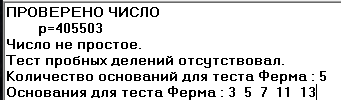 ПРОВЕРЕНО ЧИСЛО
p=405503
Число не простое.
Тест пробных делений отсутствовал.
Количество оснований для теста Ферма : 5
Основания для теста Ферма : 3 5 7 11 13